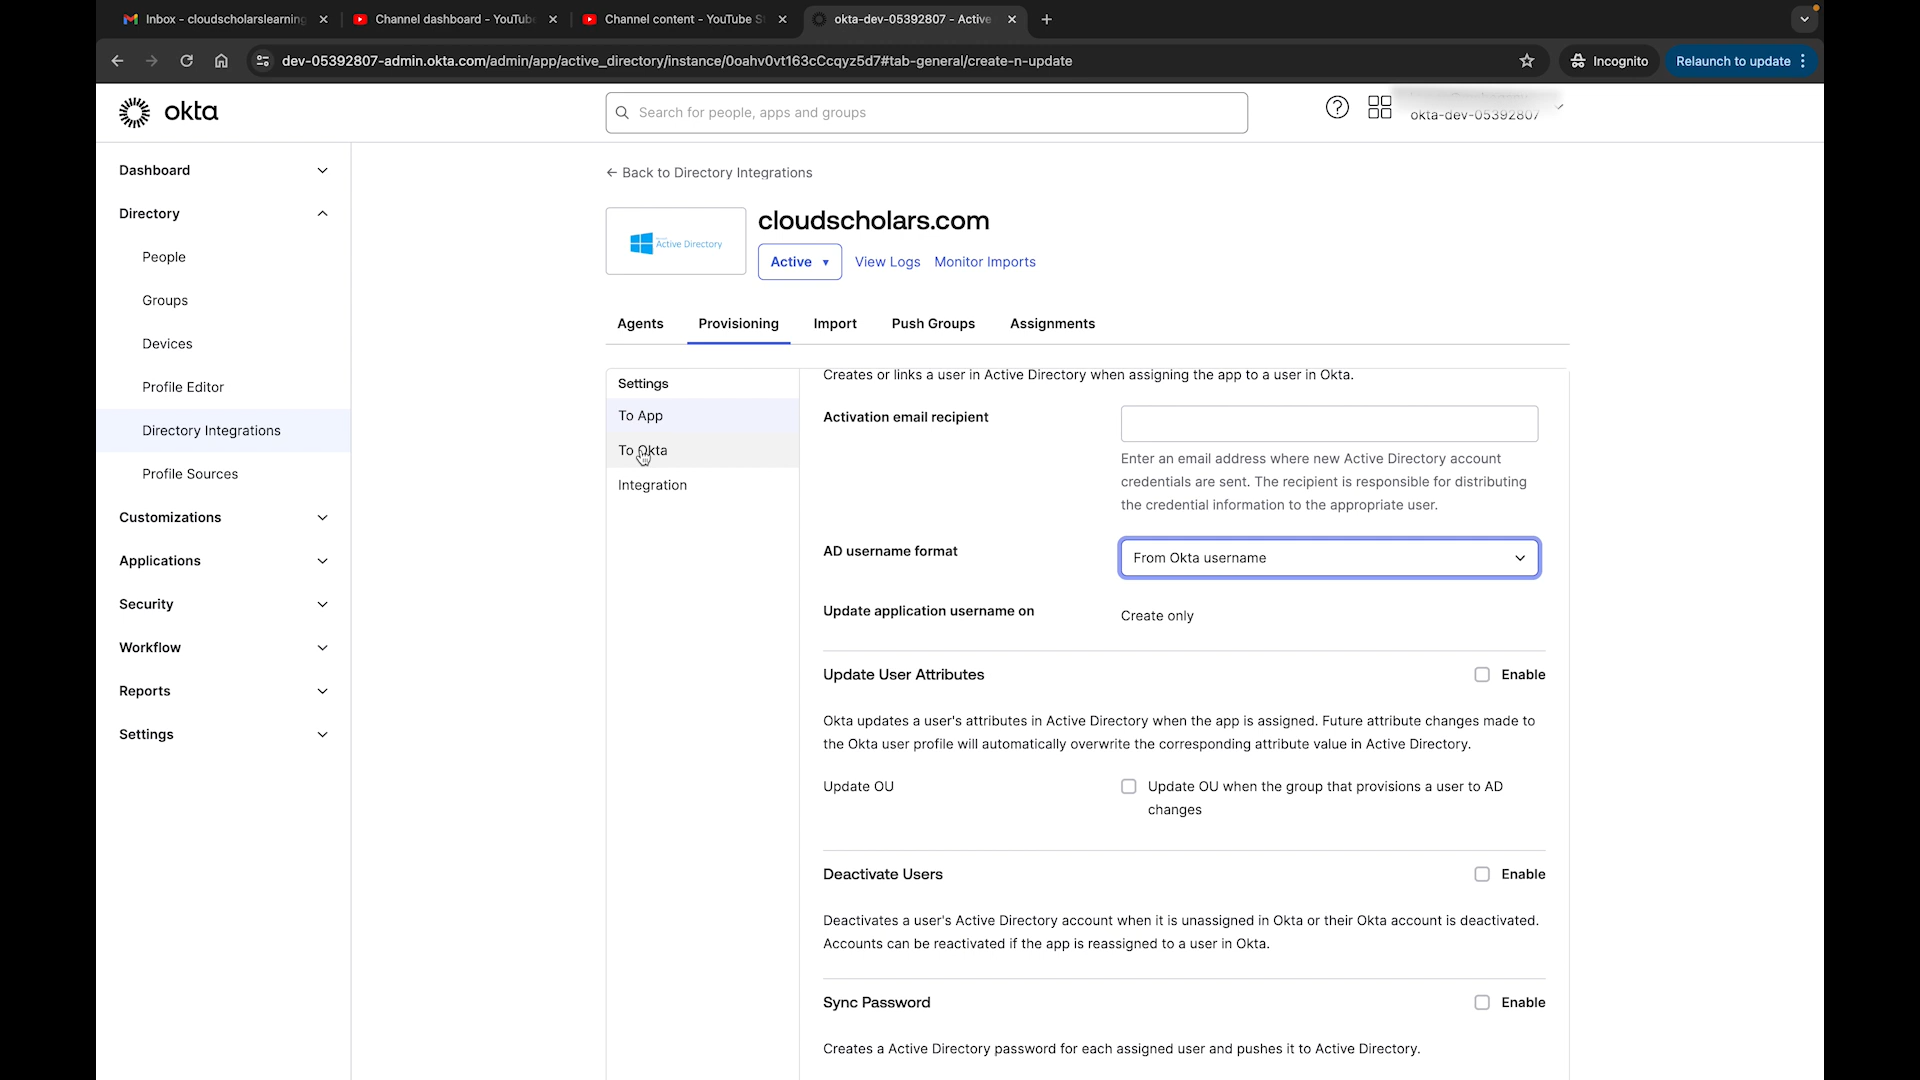 Inbox - cloudscholarslearning
Channel dashboard - YouTube
Channel content - YouTube S
okta-dev-05392807 - Active
dev-05392807-admin.okta.com/admin/app/active_directory/instance/0oahv0vt163cCcqyz5d7#tab-general/create-n-update
Incognito
Relaunch to update
okta
Search for people, apps and groups
okta-dev-05392807
Dashboard
Directory
People
Groups
Devices
Profile Editor
Directory Integrations
Profile Sources
Customizations
Applications
Security
Workflow
Reports
Settings
← Back to Directory Integrations
Active Directory
cloudscholars.com
Active
View Logs
Monitor Imports
Agents
Provisioning
Import
Push Groups
Assignments
Settings
To App
To Okta
Integration
Creates or links a user in Active Directory when assigning the app to a user in Okta.
Activation email recipient
Enter an email address where new Active Directory account
credentials are sent. The recipient is responsible for distributing
the credential information to the appropriate user.
AD username format
From Okta username
Update application username on
Create only
Update User Attributes
Enable
Okta updates a user's attributes in Active Directory when the app is assigned. Future attribute changes made to
the Okta user profile will automatically overwrite the corresponding attribute value in Active Directory.
Update OU
Update OU when the group that provisions a user to AD
changes
Deactivate Users
Enable
Deactivates a user's Active Directory account when it is unassigned in Okta or their Okta account is deactivated.
Accounts can be reactivated if the app is reassigned to a user in Okta.
Sync Password
Enable
Creates a Active Directory password for each assigned user and pushes it to Active Directory.